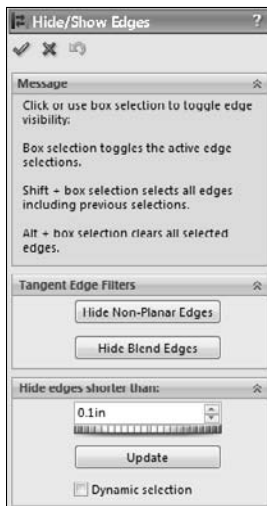 Hide/Show Edges ?
Message
Click or use box selection to toggle edge
visibility:
Box selection toggles the active edge
selections.
Shift + box selection selects all edges
including previous selections.
Alt + box selection clears all selected
edges.
Tangent Edge Filters
Hide Non-Planar Edges
Hide Blend Edges
Hide edges shorter than:
0.1in
Update
Dynamic selection